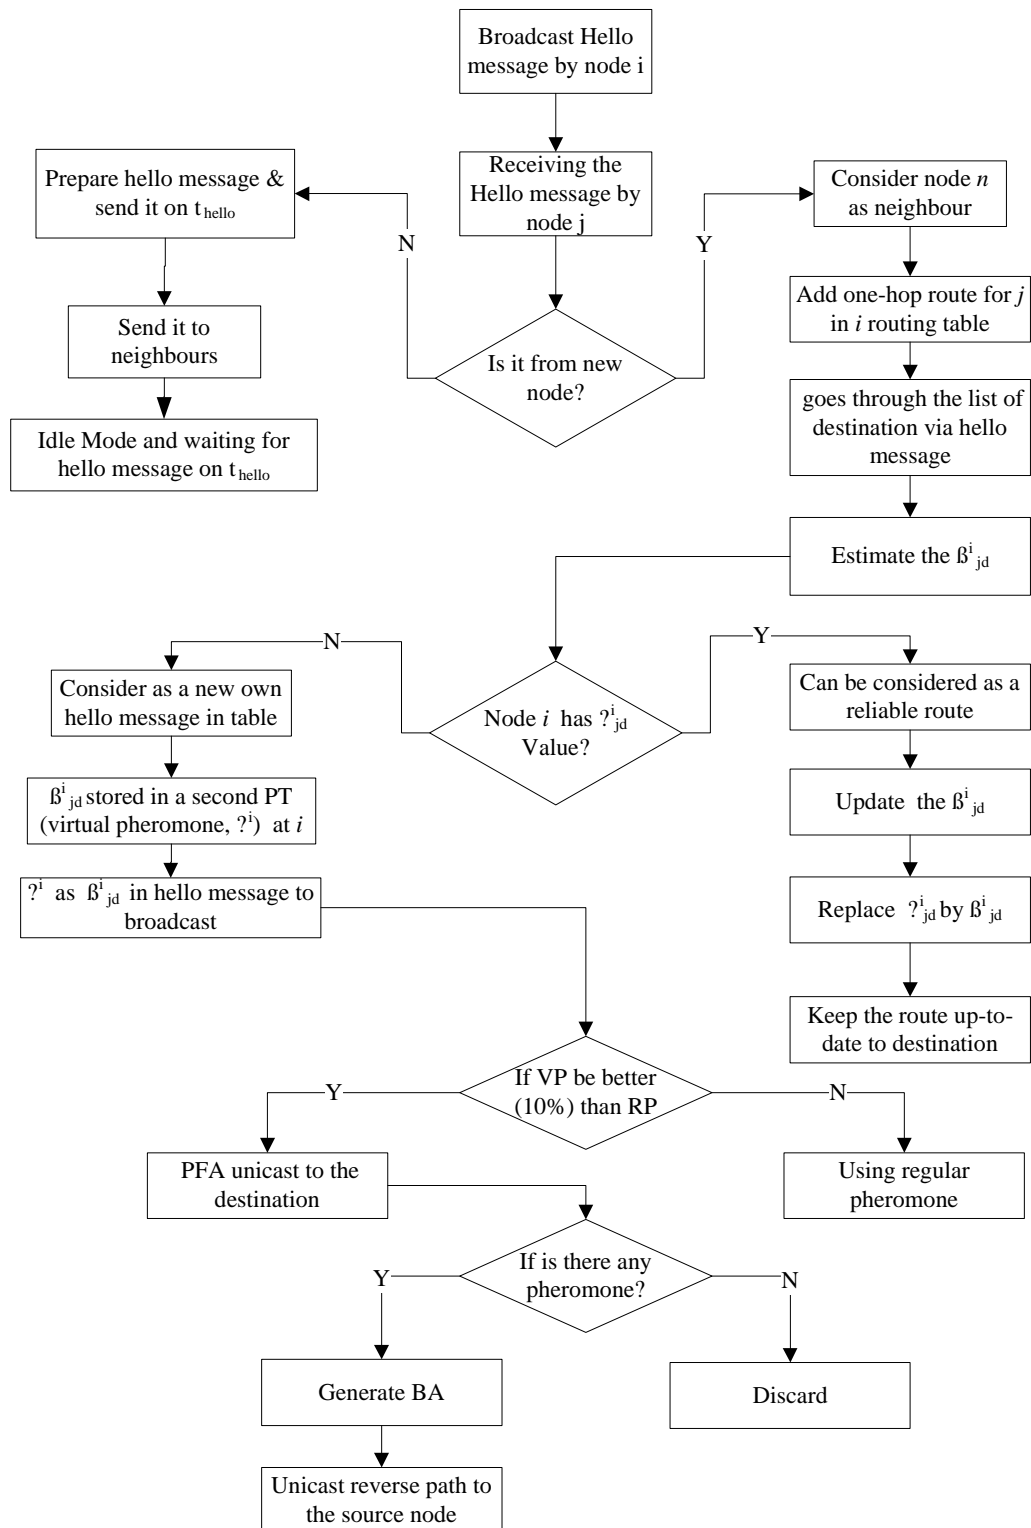 Broadcast Hello
message by node i
Receiving the
Hello message by
node j
Prepare hello message &
send it on t hello
N
Y
Consider node n
as neighbour
Send it to
neighbours
Add one-hop route for j
in i routing table
Is it from new
node?
Idle Mode and waiting for
hello message on t hello
goes through the list of
destination via hello
message
Estimate the ß i jd
N
Y
Consider as a new own
hello message in table
Node i has ? i jd
Value?
Can be considered as a
reliable route
ß i jd stored in a second PT
(virtual pheromone, ? i) at i
Update the ß i jd
? i as ß i jd in hello message to
broadcast
Replace ? i jd by ß i jd
Keep the route up-to-
date to destination
If VP be better
(10%) than RP
Y
N
PFA unicast to the
destination
Using regular
pheromone
If is there any
pheromone?
Y
N
Generate BA
Discard
Unicast reverse path to
the source node